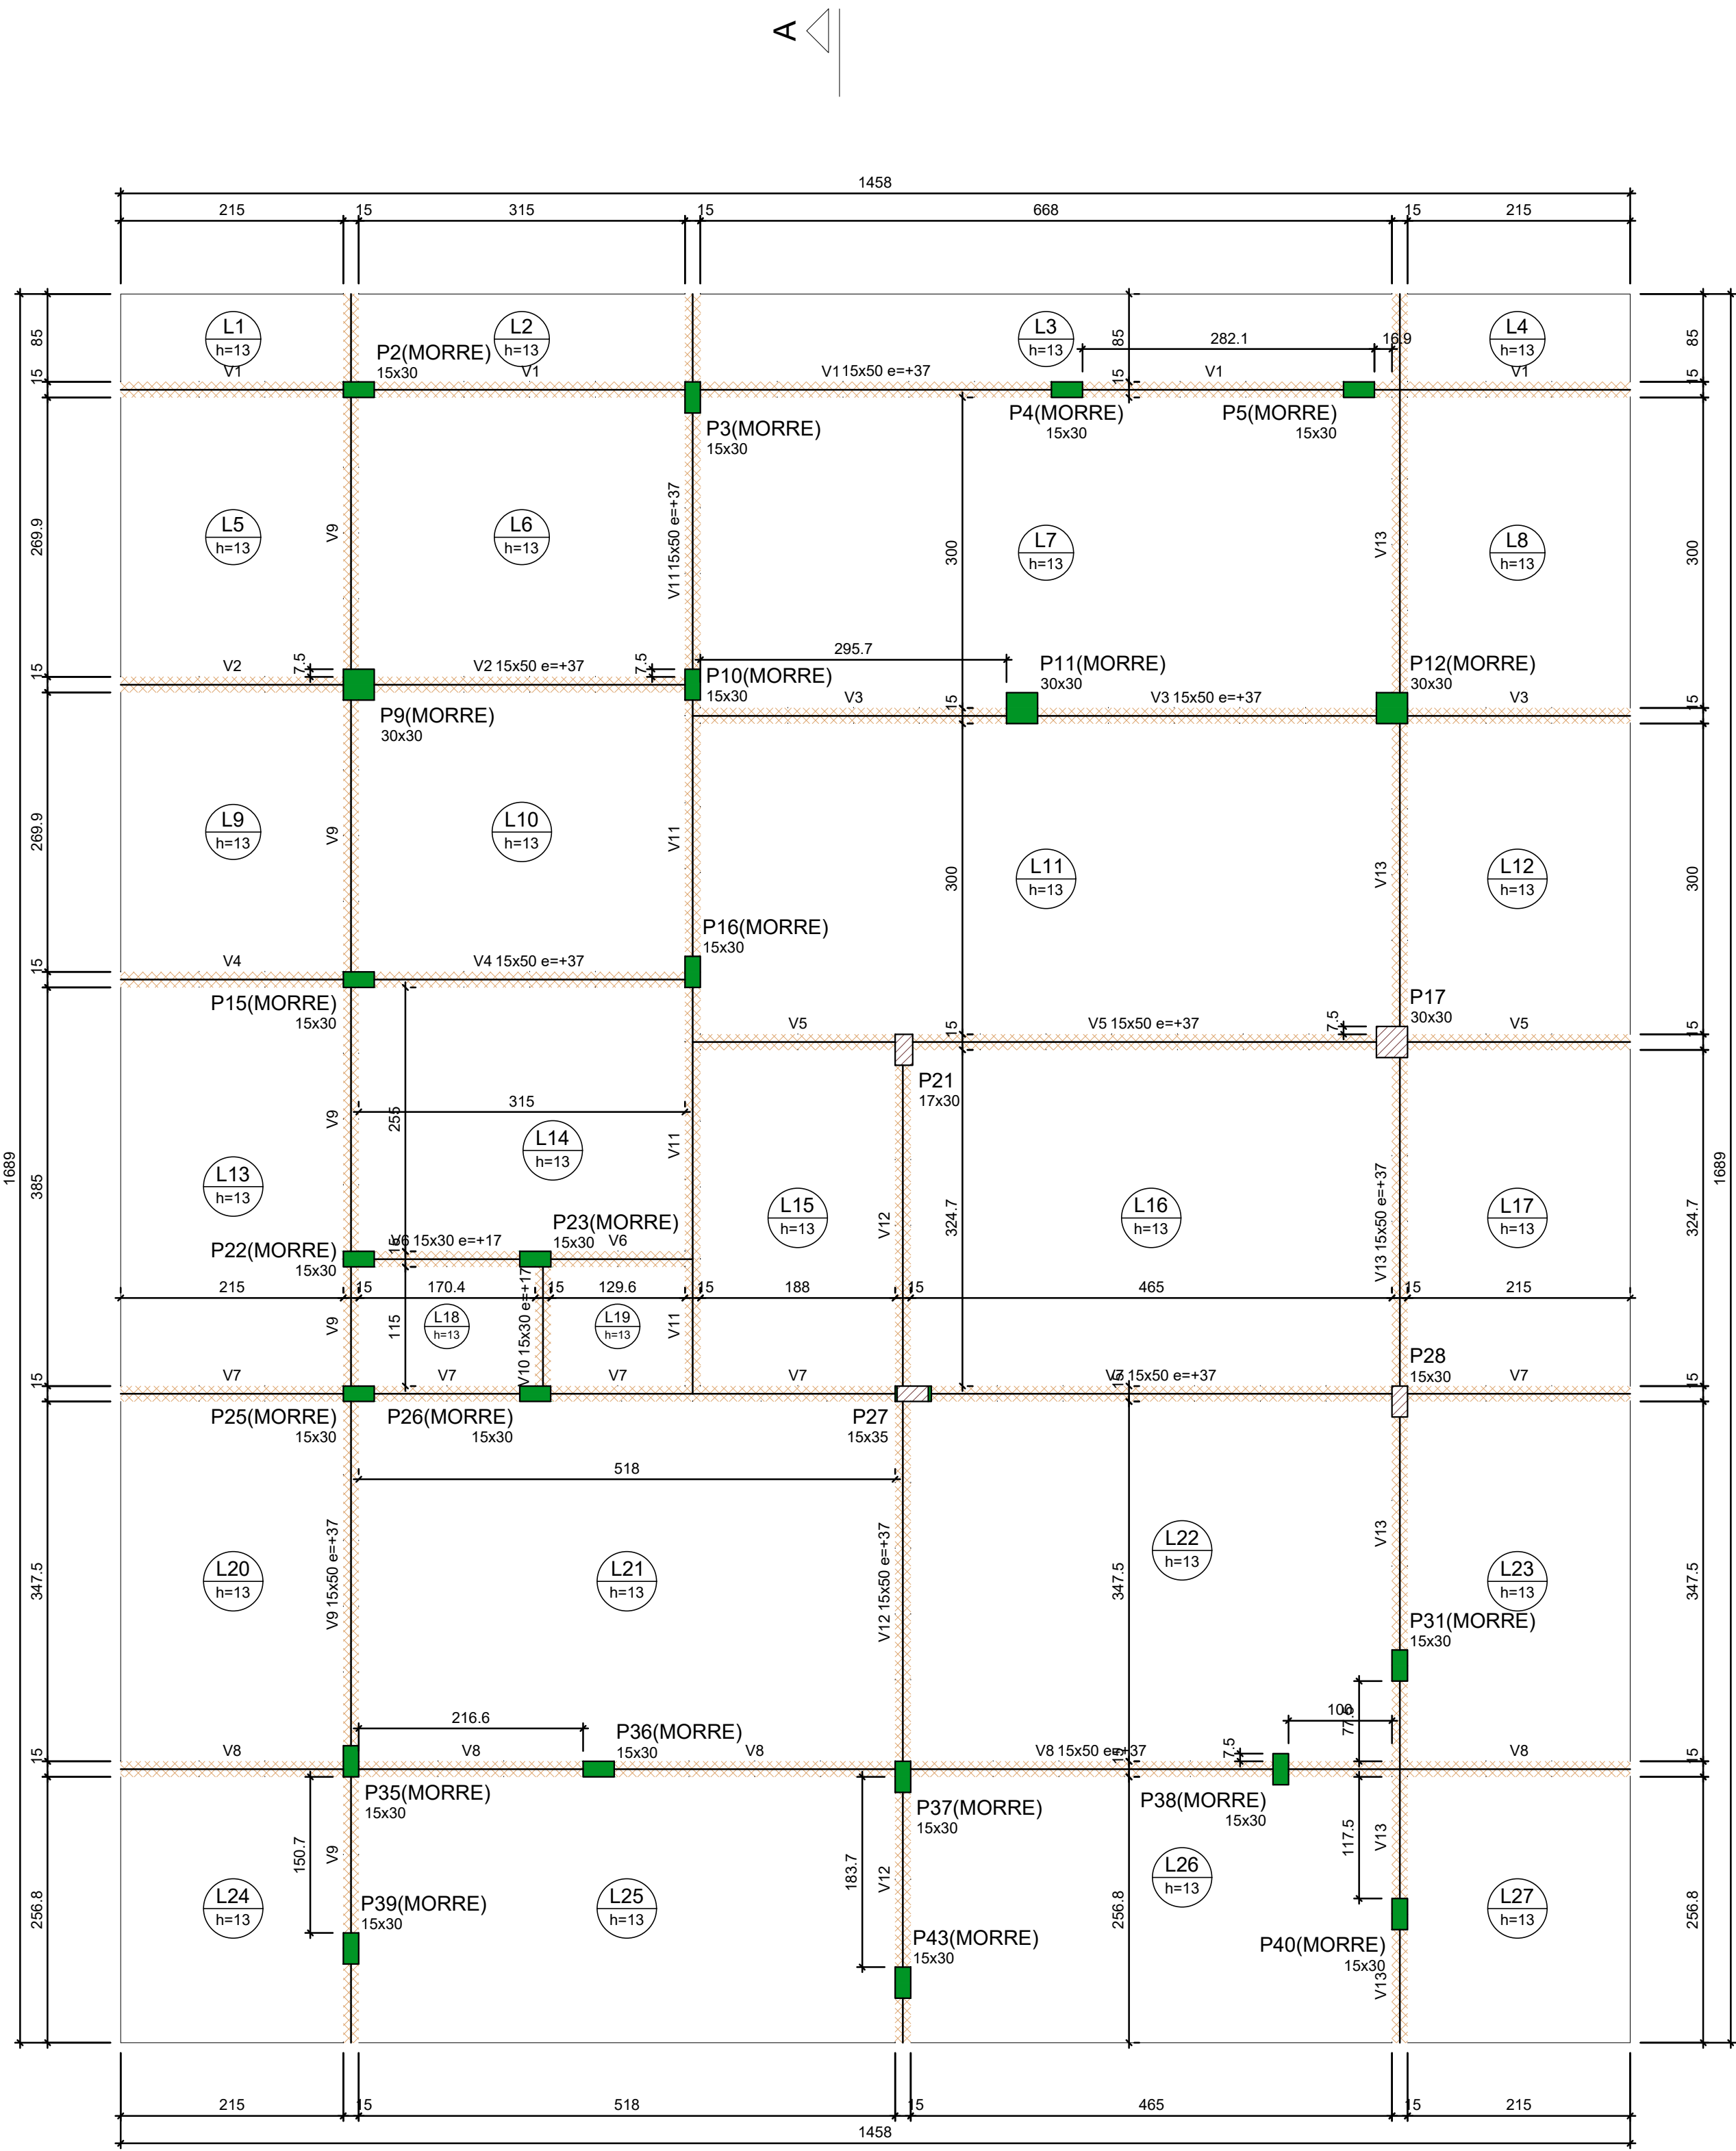 A
1458
215 15 315 15 668 15 215
L1
h=13
L2
h=13
L3
h=13
L4
h=13
85
85
85
282.1
16.9
P2(MORRE)
15x30
V1
V1
V1 15x50 e=+37
V1
V1
15
15
15
P3(MORRE)
15x30
P4(MORRE)
15x30
P5(MORRE)
15x30
L5
h=13
L6
h=13
L7
h=13
L8
h=13
269.9
V9
V11 15x50 e=+37
300
V13
300
295.7
15
V2
7.5
V2 15x50 e=+37
7.5
P10(MORRE)
15x30
P11(MORRE)
30x30
P12(MORRE)
30x30
V3
15
V3 15x50 e=+37
V3
15
P9(MORRE)
30x30
L9
h=13
L10
h=13
L11
h=13
L12
h=13
269.9
V9
V11
300
V13
300
P16(MORRE)
15x30
15
V4
V4 15x50 e=+37
P15(MORRE)
15x30
P17
30x30
V5
15
V5 15x50 e=+37
7.5
V5
15
P21
17x30
315
V9
255
L14
h=13
V11
1689
385
L13
h=13
L15
h=13
V12
324.7
L16
h=13
V13 15x50 e=+37
L17
h=13
324.7
1689
P23(MORRE)
15x30
P22(MORRE)
15x30
V6 15x30 e=+17
15
V6
215 15 170.4 15 129.6 15 188 15 465 15 215
V9
115
L18
h=13
V10 15x30 e=+17
L19
h=13
V11
P28
15x30
15
V7
V7
V7
V7
V7 15x50 e=+37
15
V7
15
P25(MORRE)
15x30
P26(MORRE)
15x30
P27
15x35
518
347.5
L20
h=13
V9 15x50 e=+37
L21
h=13
V12 15x50 e=+37
347.5
L22
h=13
V13
L23
h=13
347.5
P31(MORRE)
15x30
216.6
P36(MORRE)
15x30
100
77.5
15
V8
V8
V8
V8 15x50 e=+37
15
7.5
V8
15
P35(MORRE)
15x30
P37(MORRE)
15x30
P38(MORRE)
15x30
150.7
V9
183.7
V12
117.5
V13
256.8
L24
h=13
L25
h=13
256.8
L26
h=13
L27
h=13
256.8
P39(MORRE)
15x30
P43(MORRE)
15x30
P40(MORRE)
15x30
V13
215 15 518 15 465 15 215
1458